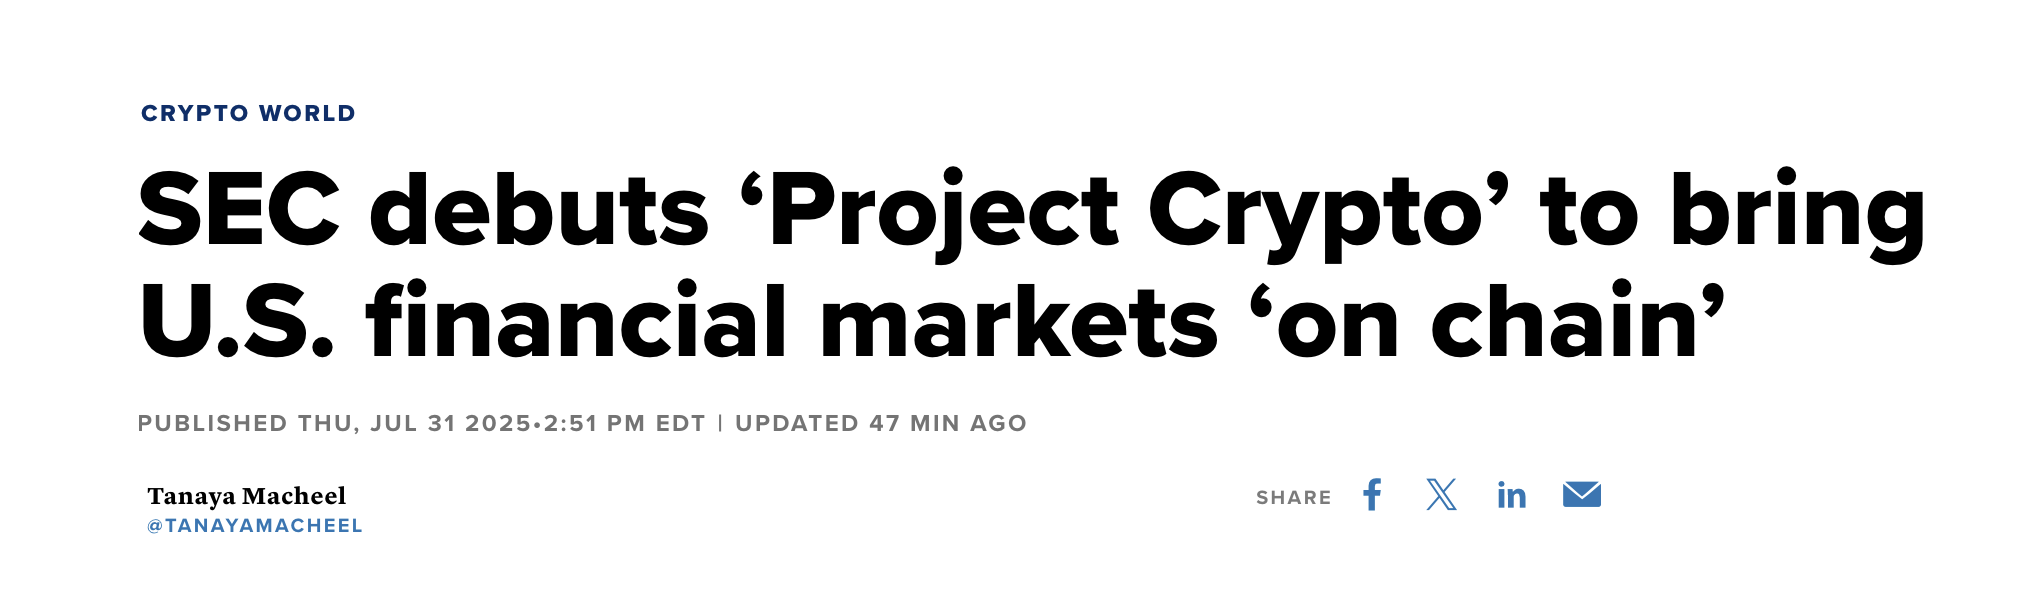 CRYPTO WORLD
SEC debuts ‘Project Crypto’ to bring
U.S. financial markets ‘on chain’
PUBLISHED THU, JUL 31 2025•2:51 PM EDT | UPDATED 47 MIN AGO
Tanaya Macheel
@TANAYAMACHEEL
SHARE